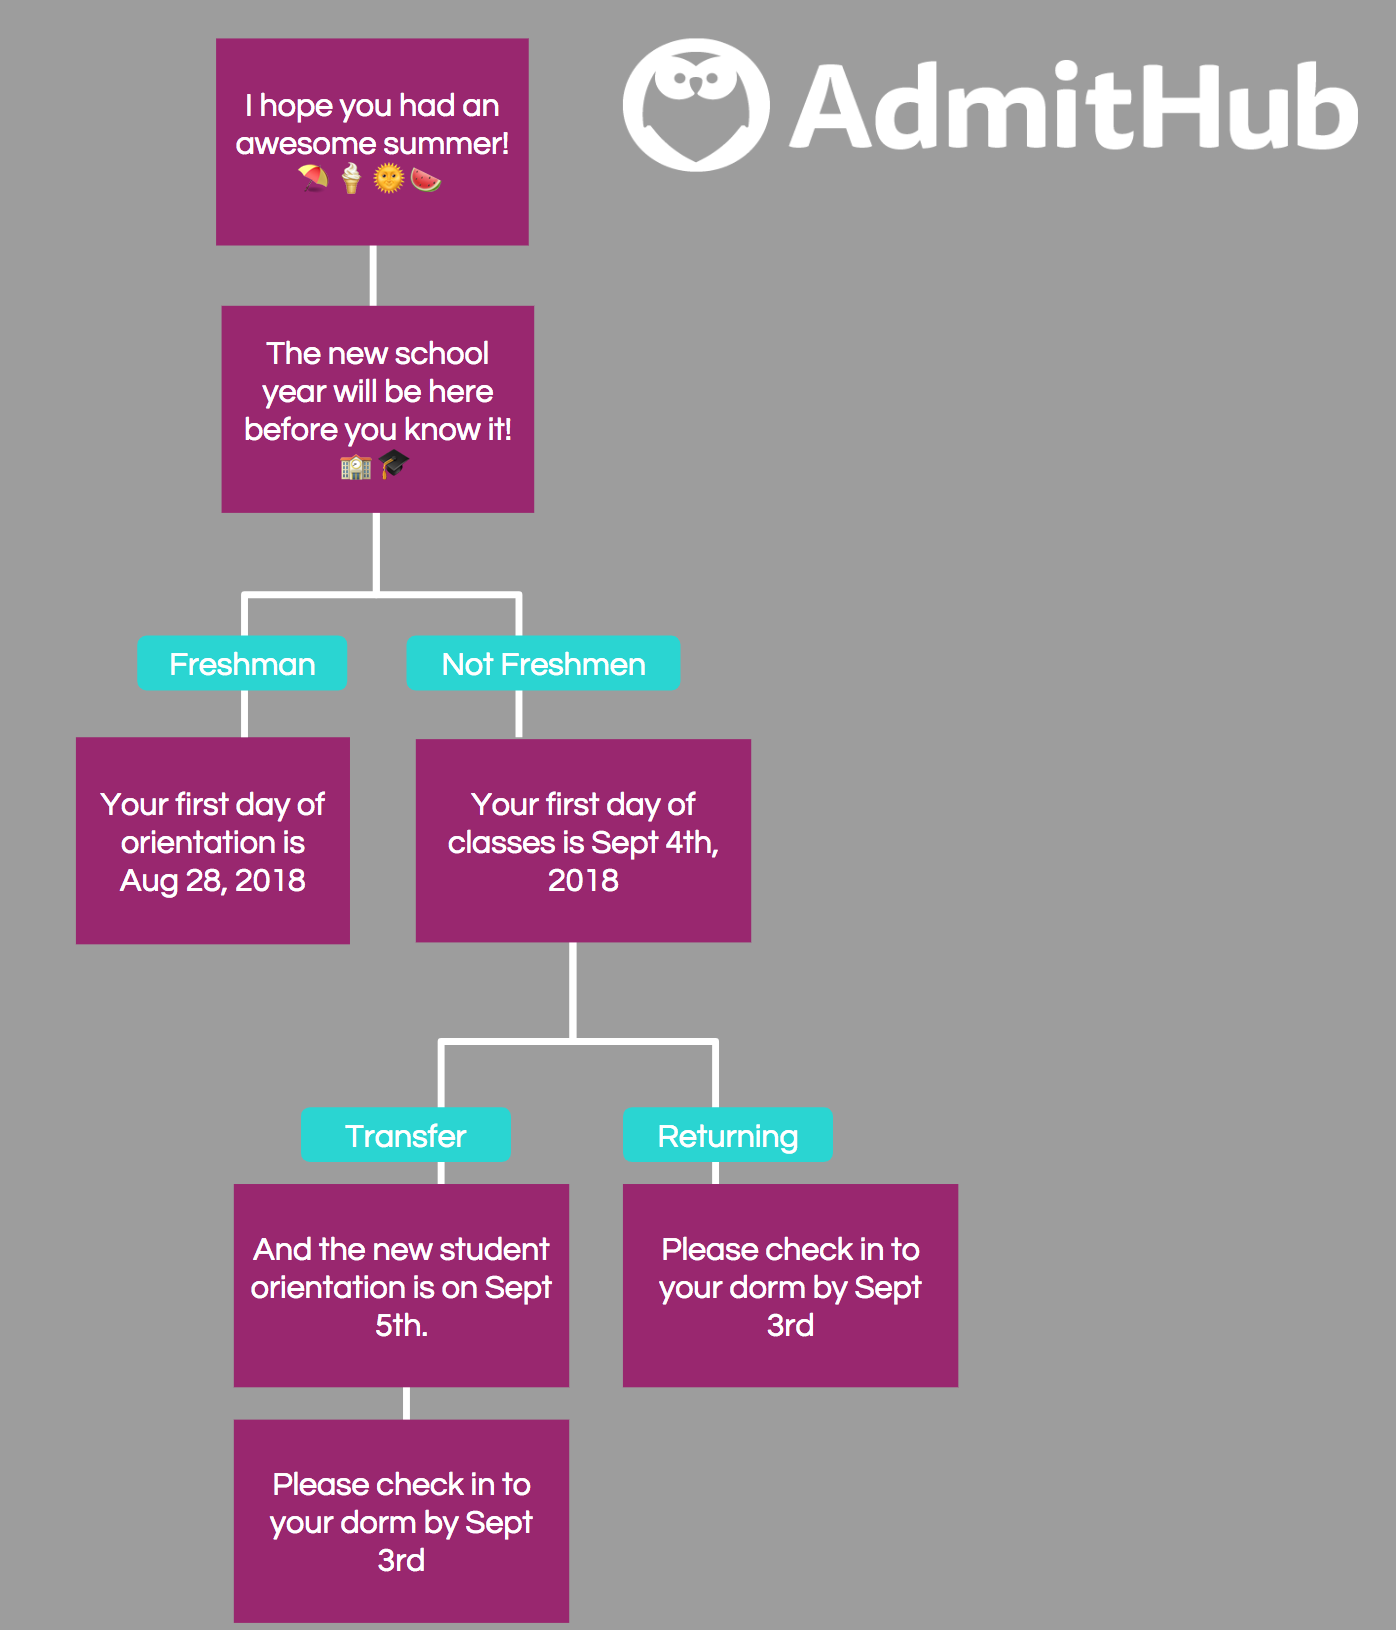 AdmitHub
I hope you had an
awesome summer!
The new school
year will be here
before you know it!
Freshman
Not Freshmen
Your first day of
orientation is
Aug 28, 2018
Your first day of
classes is Sept 4th,
2018
Transfer
Returning
And the new student
orientation is on Sept
5th.
Please check in to
your dorm by Sept
3rd
Please check in to
your dorm by Sept
3rd